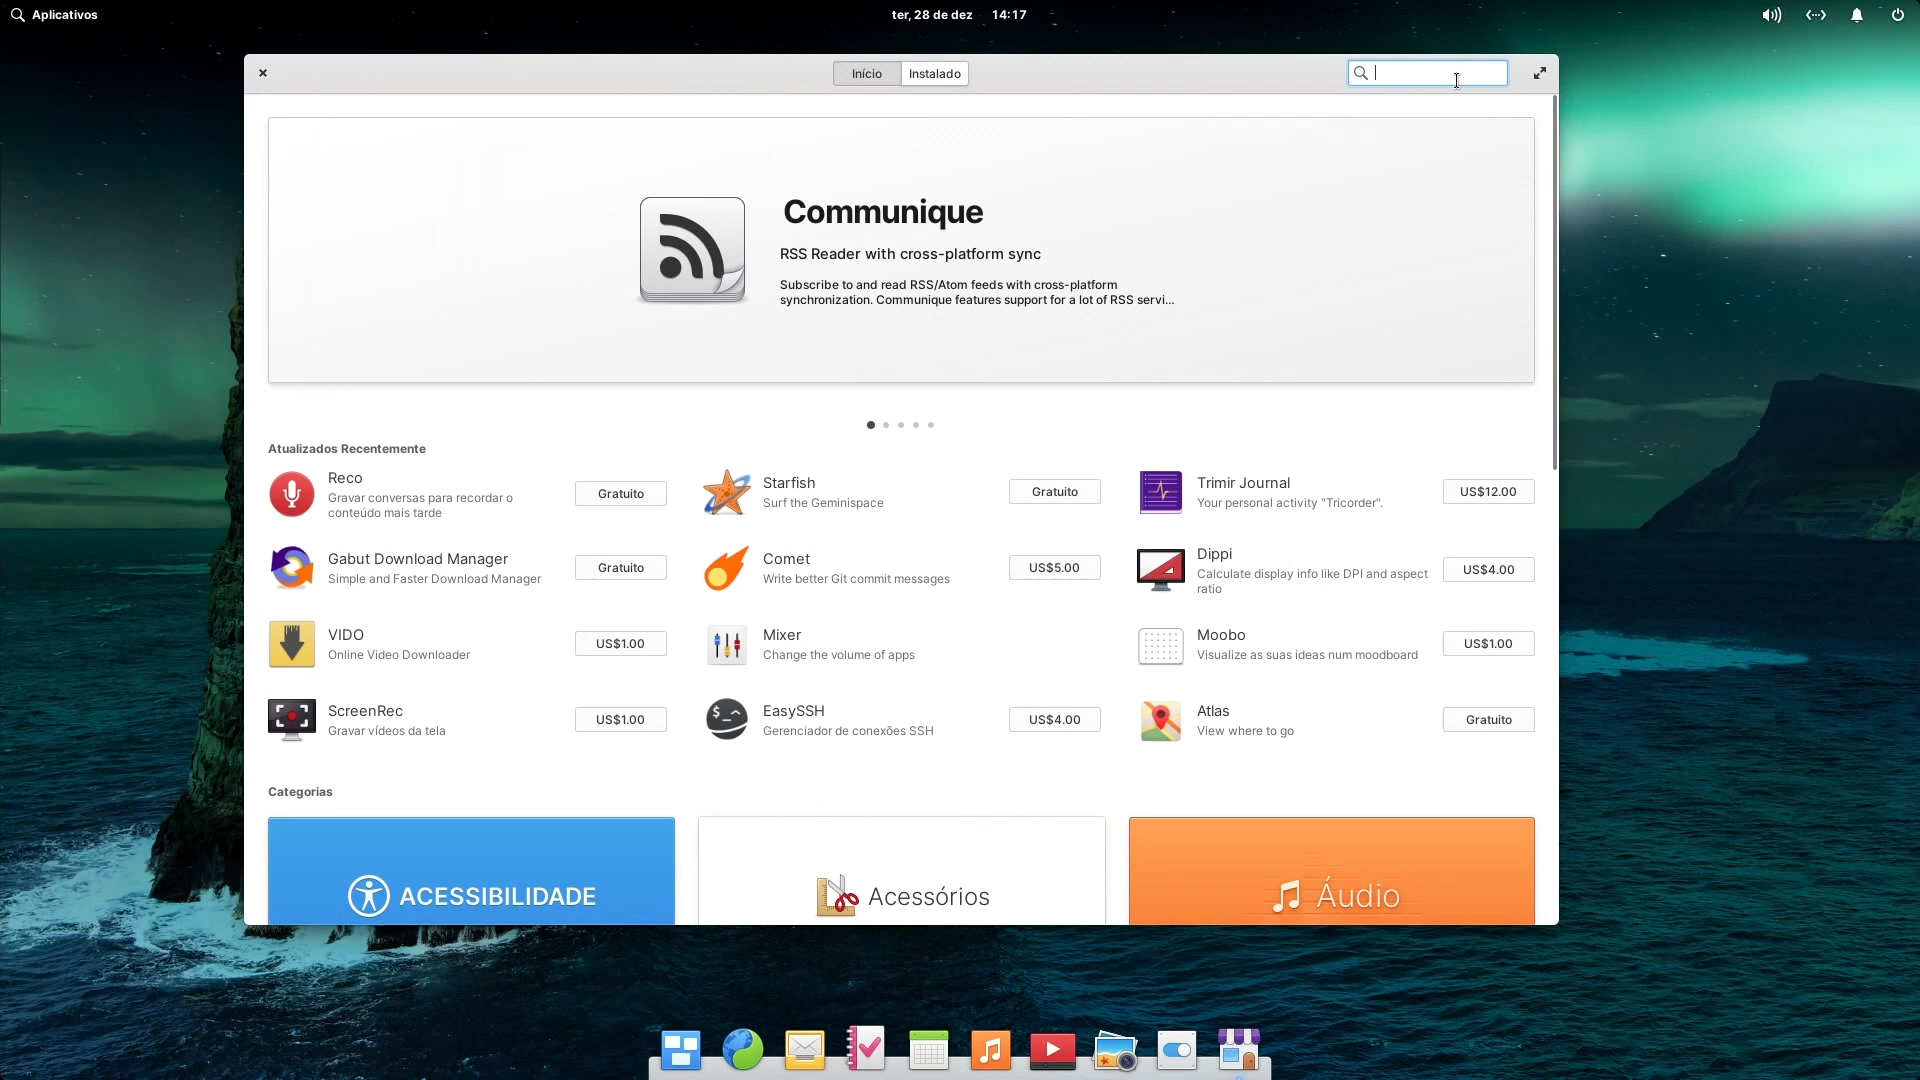 Aplicativos
ter, 28 de dez 14:17
Início
Instalado
Communique
RSS Reader with cross-platform sync
Subscribe to and read RSS/Atom feeds with cross-platform
synchronization. Communique features support for a lot of RSS servi...
Atualizados Recentemente
Reco
Gravar conversas para recordar o
conteúdo mais tarde
Gratuito
Starfish
Surf the Geminispace
Gratuito
Trimir Journal
Your personal activity "Tricorder".
US$12.00
Gabut Download Manager
Simple and Faster Download Manager
Gratuito
Comet
Write better Git commit messages
US$5.00
Dippi
Calculate display info like DPI and aspect
ratio
US$4.00
VIDO
Online Video Downloader
US$1.00
Mixer
Change the volume of apps
Moobo
Visualize as suas ideas num moodboard
US$1.00
ScreenRec
Gravar vídeos da tela
US$1.00
EasySSH
Gerenciador de conexões SSH
US$4.00
Atlas
View where to go
Gratuito
Categorias
ACESSIBILIDADE
Acessórios
Áudio